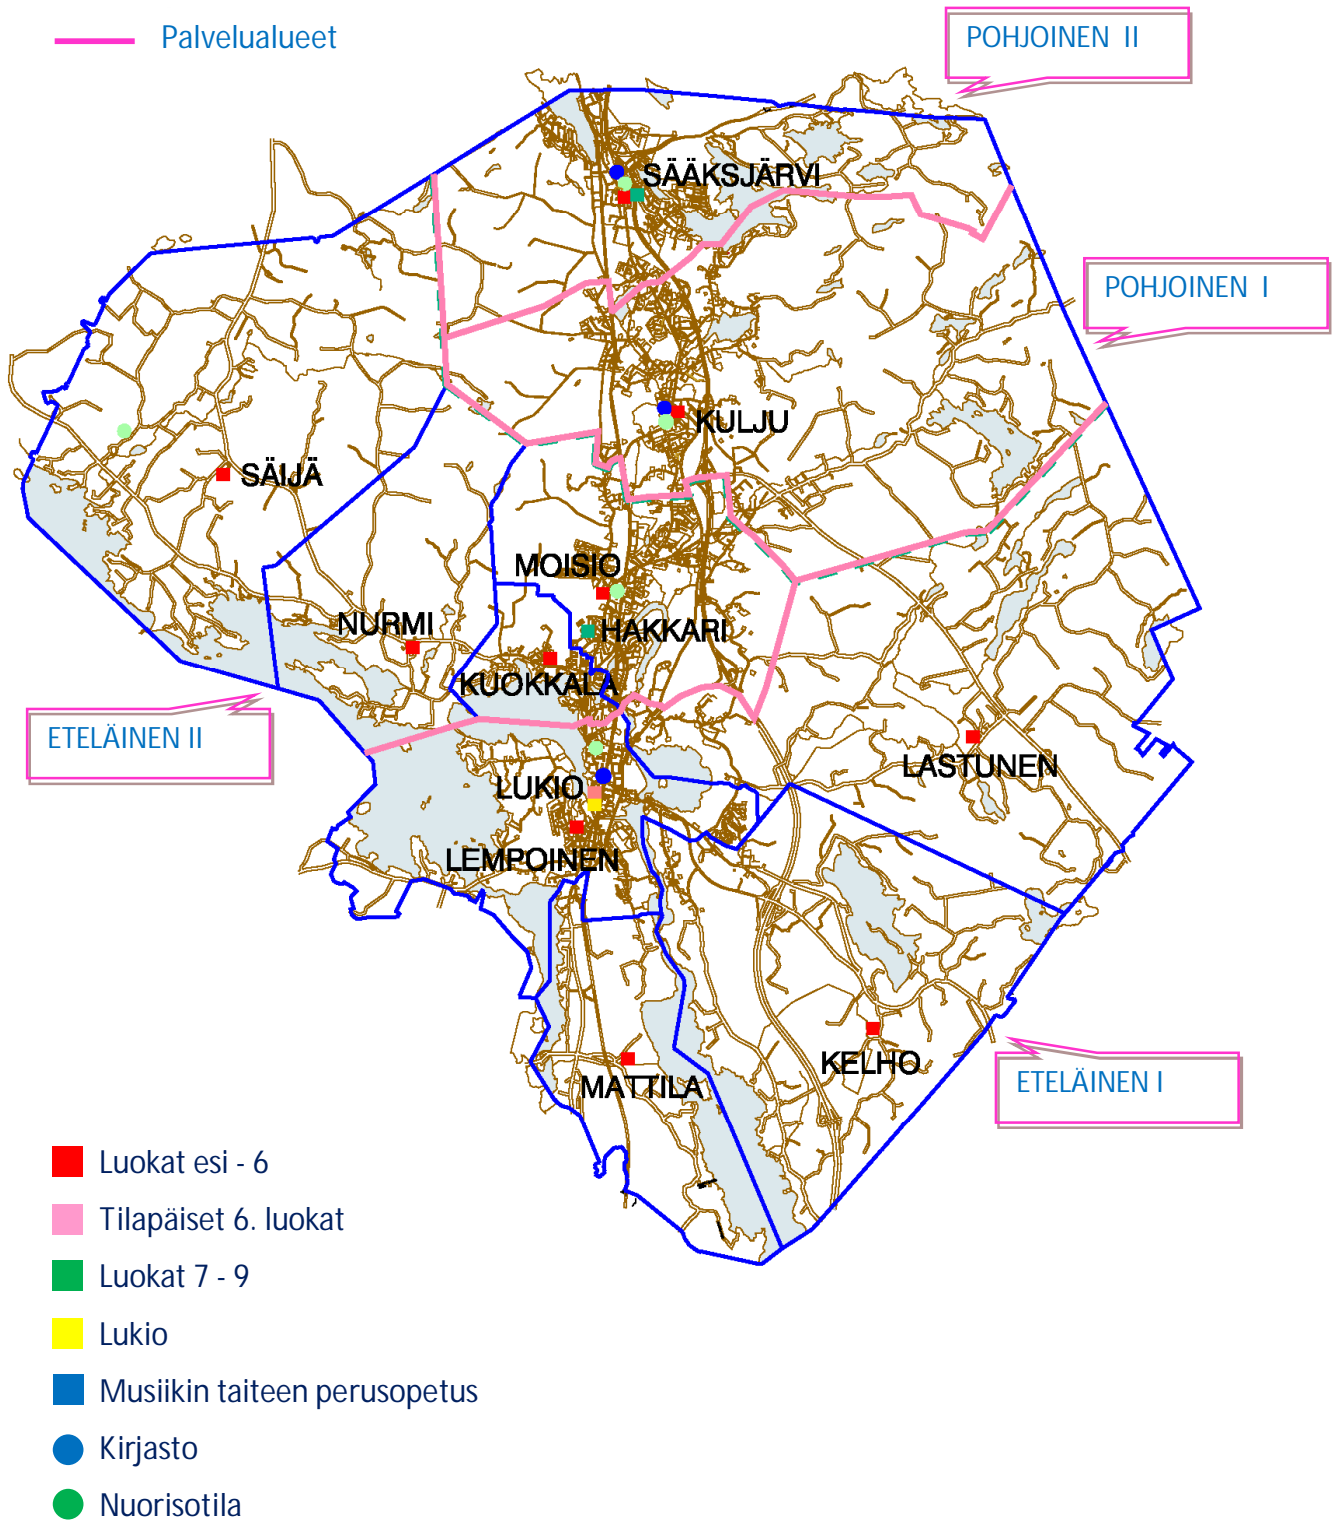 Palvelualueet
POHJOINEN II
SÄÄKSJÄRVI
POHJOINEN I
KULJU
SÄIJÄ
MOISIO
NURMI
HAKKARI
KUOKKALA
ETELÄINEN II
LASTUNEN
LUKIO
LEMPOINEN
KELHO
ETELÄINEN I
MATTILA
Luokat esi - 6
Tilapäiset 6. luokat
Luokat 7 - 9
Lukio
Musiikin taiteen perusopetus
Kirjasto
Nuorisotila